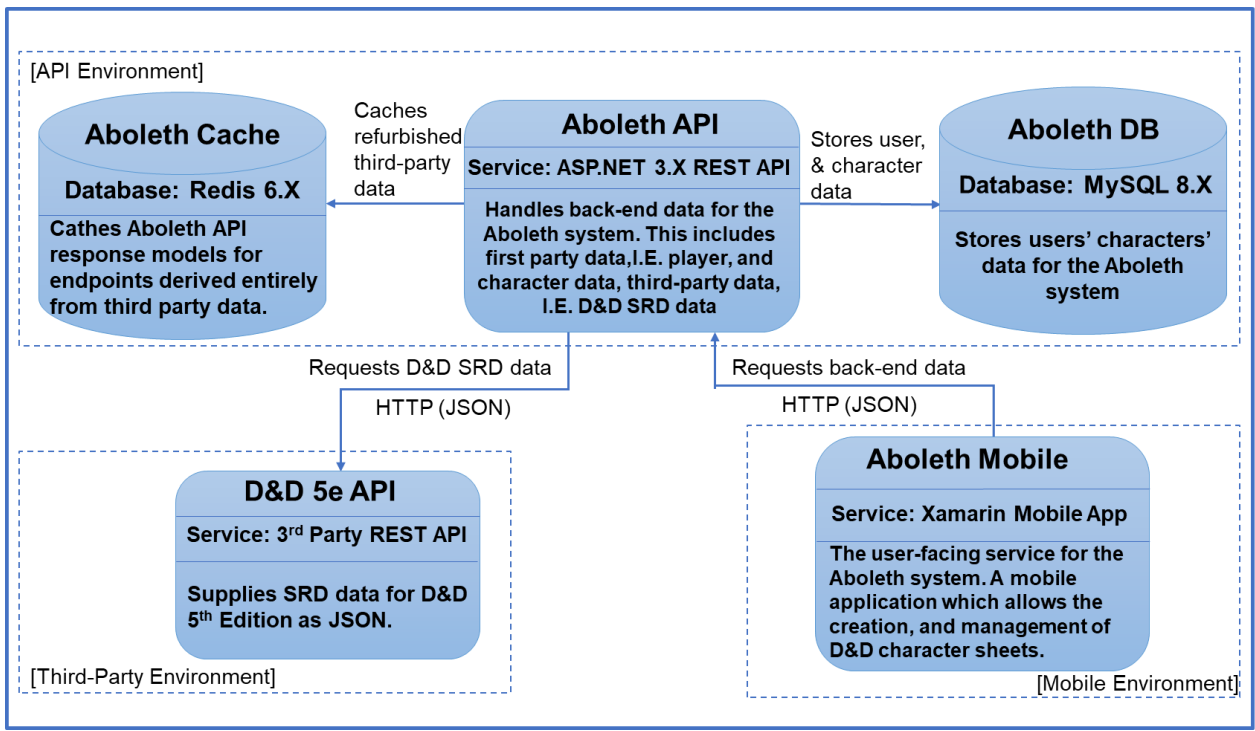 [API Environment]
Aboleth Cache
Database: Redis 6.X
Cathes Aboleth API
response models for
endpoints derived entirely
from third party data.
Caches
refurbished
third-party
data
Aboleth API
Service: ASP.NET 3.X REST API
Handles back-end data for the
Aboleth system. This includes
first party data,I.E. player, and
character data, third-party data,
I.E. D&D SRD data
Stores user,
& character
data
Aboleth DB
Database: MySQL 8.X
Stores users’ characters’
data for the Aboleth
system
Requests D&D SRD data
HTTP (JSON)
Requests back-end data
HTTP (JSON)
D&D 5e API
Service: 3rd Party REST API
Supplies SRD data for D&D
5th Edition as JSON.
[Third-Party Environment]
Aboleth Mobile
Service: Xamarin Mobile App
The user-facing service for the
Aboleth system. A mobile
application which allows the
creation, and management of
D&D character sheets.
[Mobile Environment]